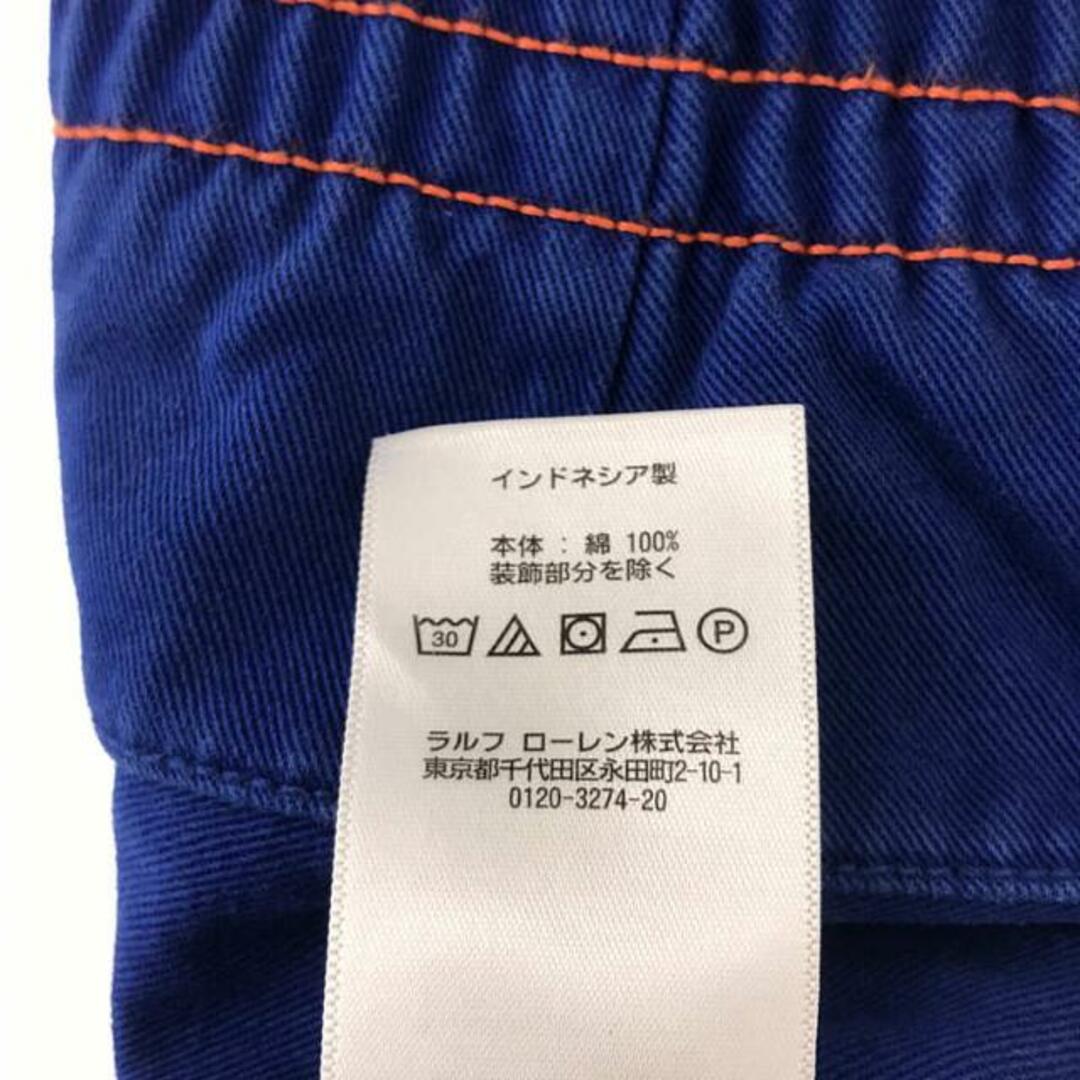 インドネシア製
本体 : 綿 100%
装飾部分を除く
30 P
ラルフ ローレン株式会社
東京都千代田区永田町2-10-1
0120-3274-20